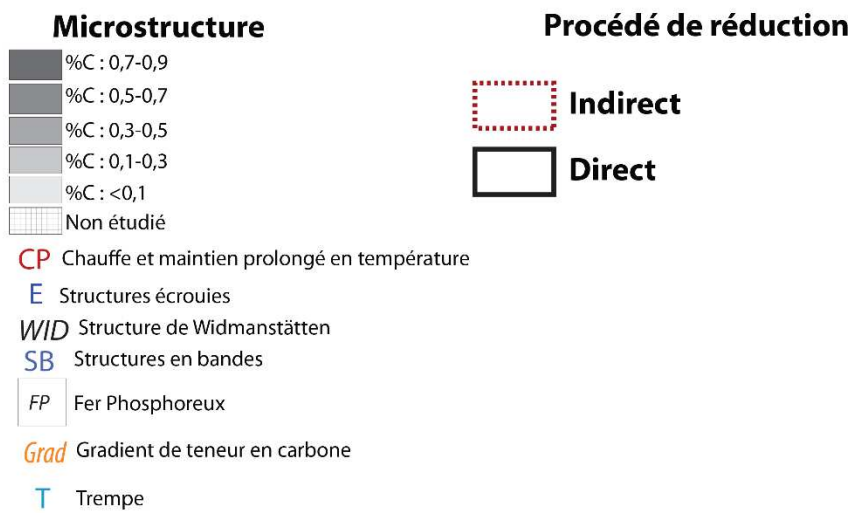 Microstructure
%C : 0,7-0,9
%C : 0,5-0,7
%C : 0,3-0,5
%C : 0,1-0,3
%C : <0,1
Non étudié
CP Chauffe et maintien prolongé en température
E Structures écrouies
WID Structure de Widmanstätten
SB Structures en bandes
FP Fer Phosphoreux
Grad Gradient de teneur en carbone
T Trempe
Procédé de réduction
Indirect
Direct